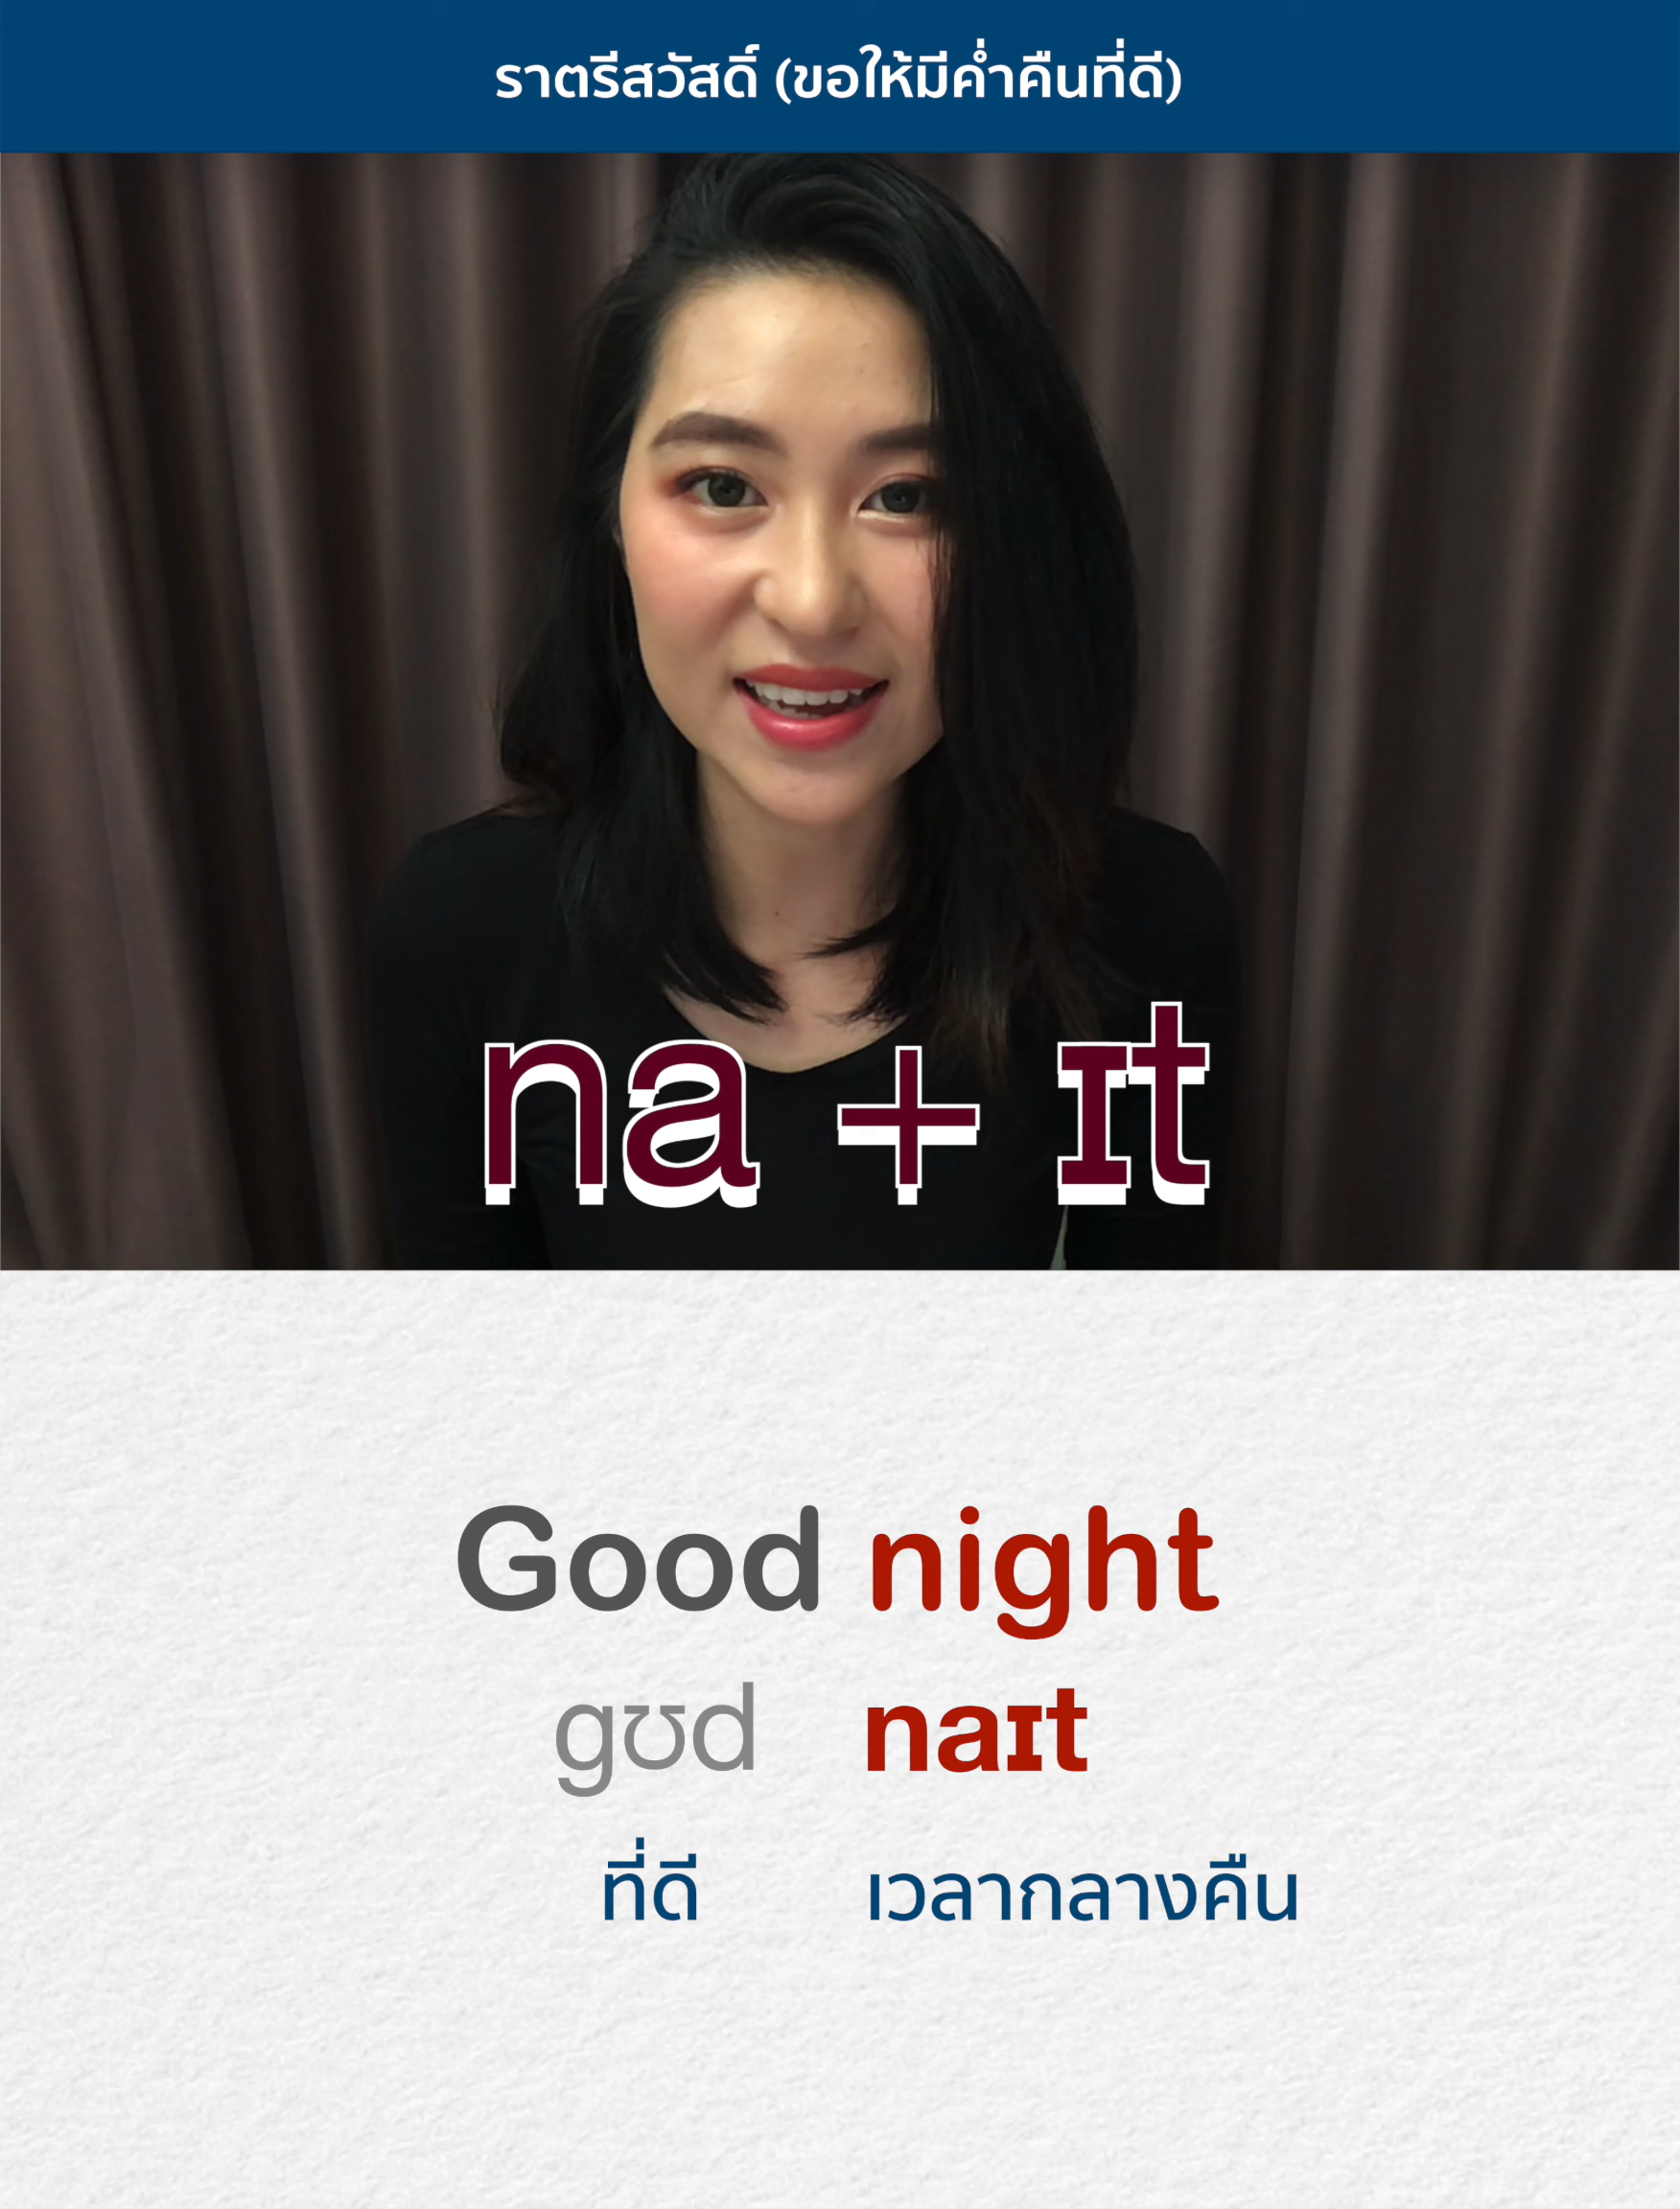 ราตรีสวัสดิ์ (ขอให้มีค่ำคืนที่ดี)
na + ɪt
Good night
gʊd naɪt
ที่ดี เวลากลางคืน